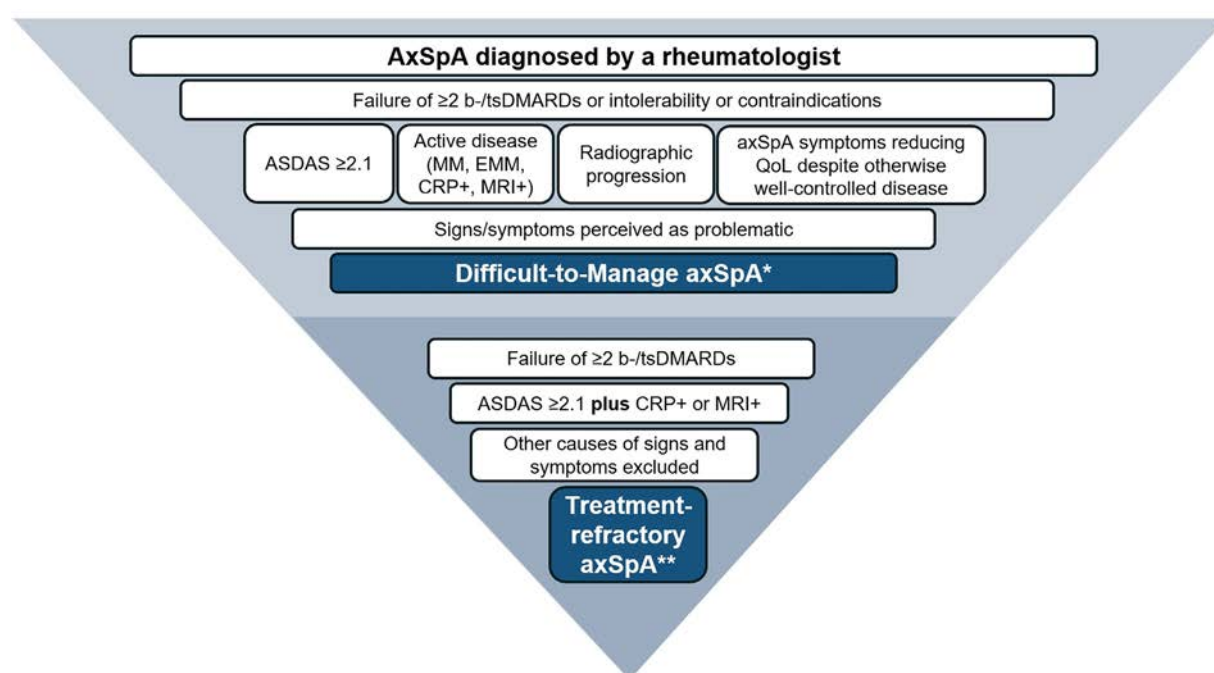 AxSpA diagnosed by a rheumatologist
Failure of ≥2 b-/tsDMARDs or intolerability or contraindications
ASDAS ≥2.1
Active disease
(MM, EMM,
CRP+, MRI+)
Radiographic
progression
axSpA symptoms reducing
QoL despite otherwise
well-controlled disease
Signs/symptoms perceived as problematic
Difficult-to-Manage axSpA*
Failure of ≥2 b-/tsDMARDs
ASDAS ≥2.1 plus CRP+ or MRI+
Other causes of signs and
symptoms excluded
Treatment-
refractory
axSpA**